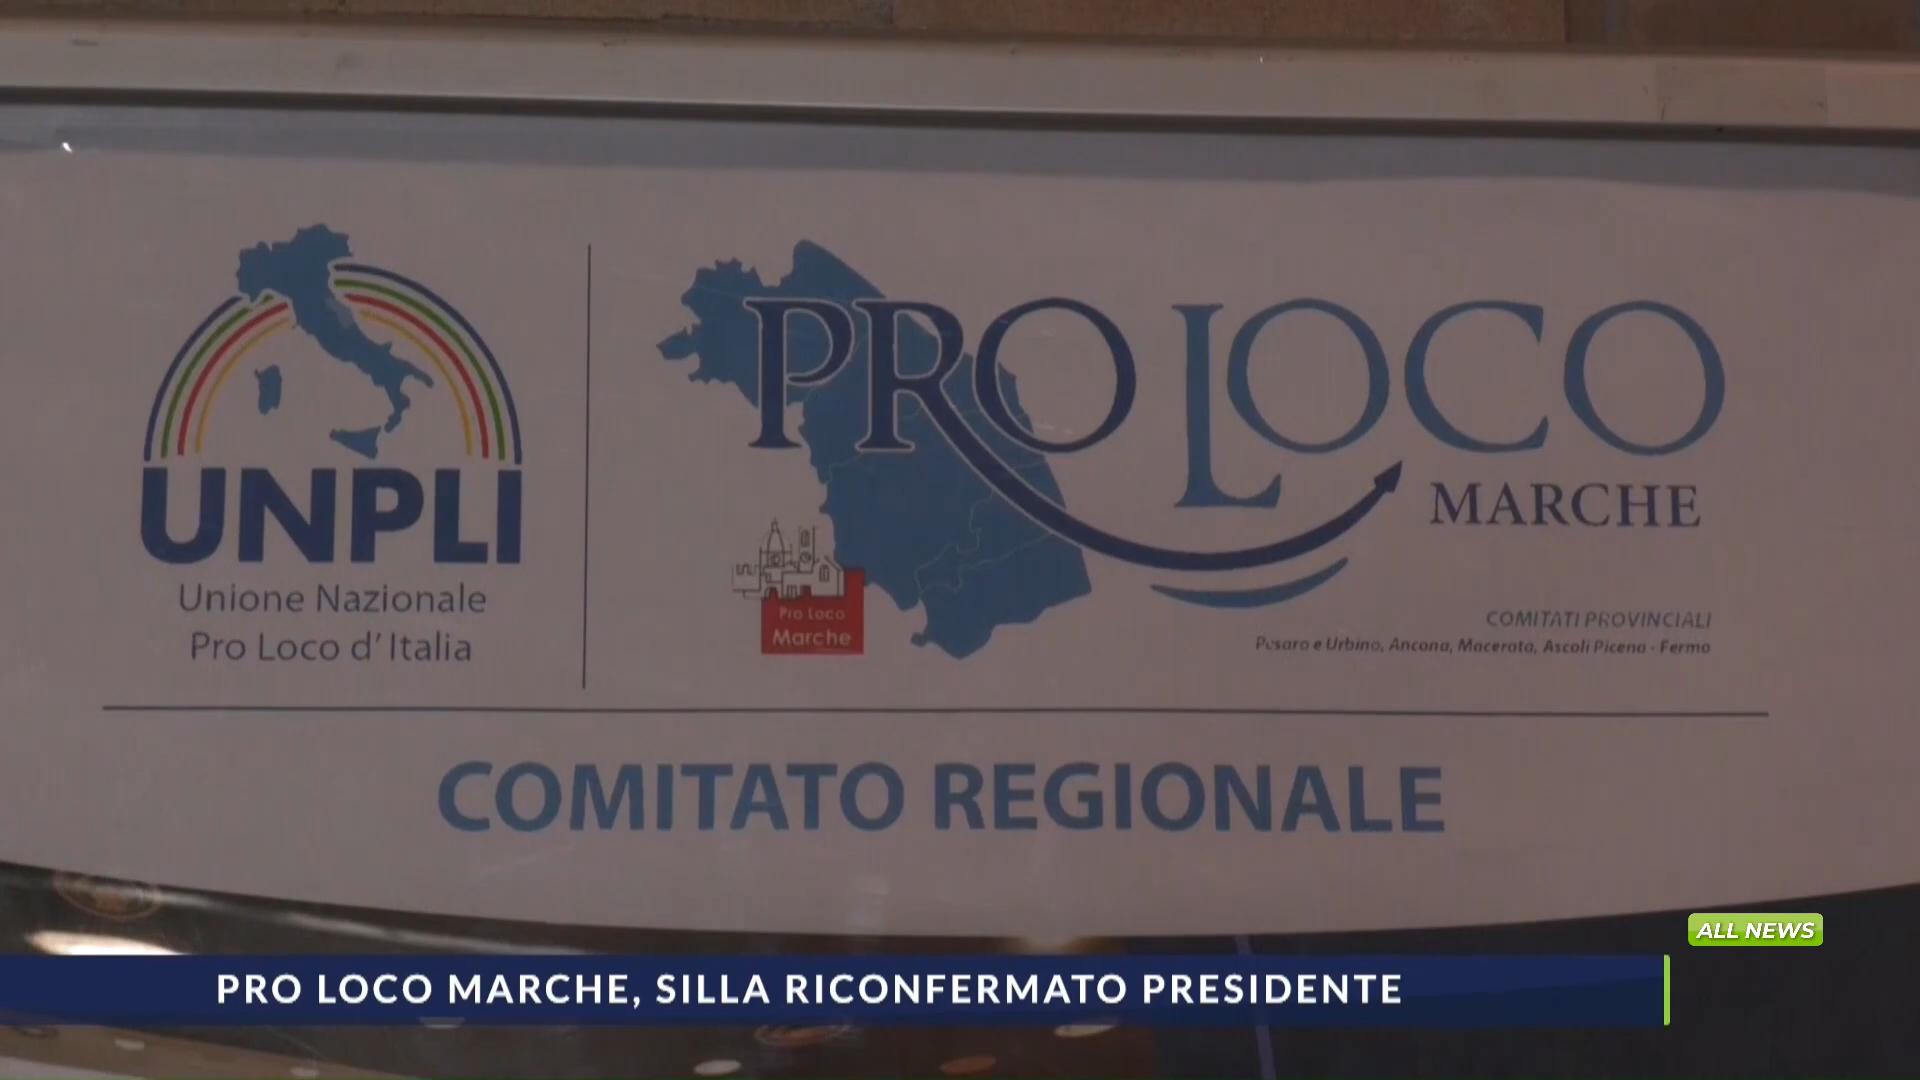 UNPLI
Unione Nazionale
Pro Loco d'Italia
PRO LOCO
MARCHE
Pro Loco
Marche
COMITATI PROVINCIALI
Pesaro e Urbino, Ancona, Macerata, Ascoli Piceno - Fermo
COMITATO REGIONALE
ALL NEWS
PRO LOCO MARCHE, SILLA RICONFERMATO PRESIDENTE